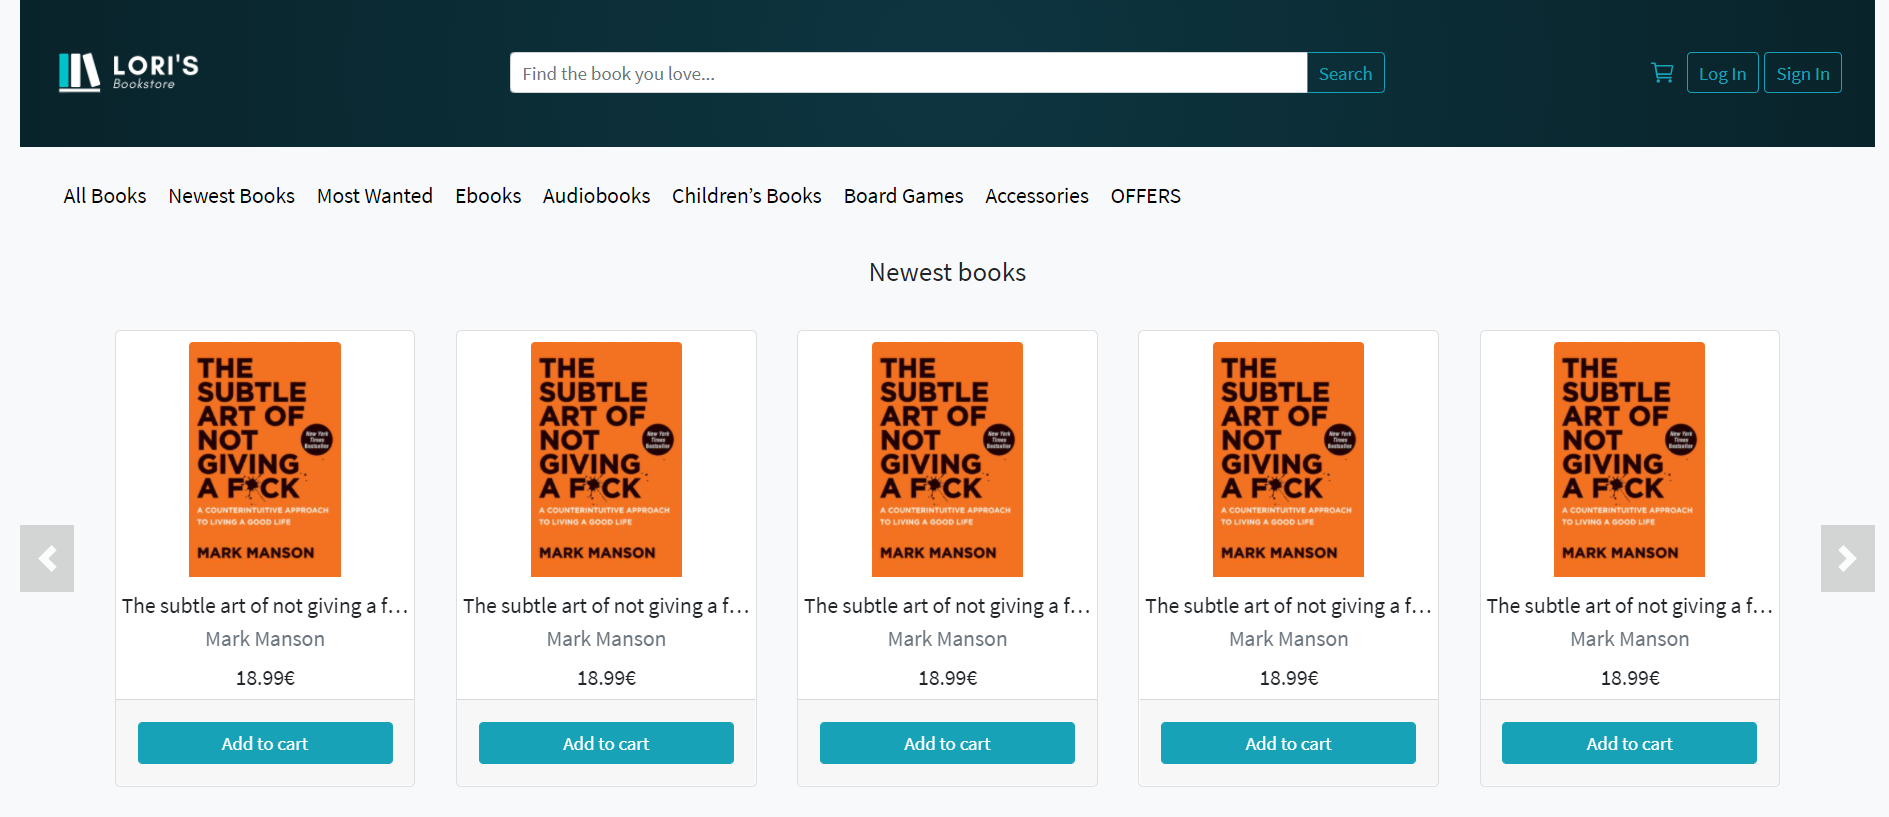 LORI'S
Bookstore
Find the book you love...
Search
Log In
Sign In
All Books
Newest Books
Most Wanted
Ebooks
Audiobooks
Children’s Books
Board Games
Accessories
OFFERS
Newest books
THE
SUBTLE
ART OF
NOT
GIVING
A F CK
New York
Times
Bestseller
A COUNTERINTUITIVE APPROACH
TO LIVING A GOOD LIFE
MARK MANSON
The subtle art of not giving a f...
Mark Manson
18.99€
Add to cart
THE
SUBTLE
ART OF
NOT
GIVING
A F CK
New York
Times
Bestseller
A COUNTERINTUITIVE APPROACH
TO LIVING A GOOD LIFE
MARK MANSON
The subtle art of not giving a f...
Mark Manson
18.99€
Add to cart
THE
SUBTLE
ART OF
NOT
GIVING
A F CK
New York
Times
Bestseller
A COUNTERINTUITIVE APPROACH
TO LIVING A GOOD LIFE
MARK MANSON
The subtle art of not giving a f...
Mark Manson
18.99€
Add to cart
THE
SUBTLE
ART OF
NOT
GIVING
A F CK
New York
Times
Bestseller
A COUNTERINTUITIVE APPROACH
TO LIVING A GOOD LIFE
MARK MANSON
The subtle art of not giving a f...
Mark Manson
18.99€
Add to cart
THE
SUBTLE
ART OF
NOT
GIVING
A F CK
New York
Times
Bestseller
A COUNTERINTUITIVE APPROACH
TO LIVING A GOOD LIFE
MARK MANSON
The subtle art of not giving a f...
Mark Manson
18.99€
Add to cart